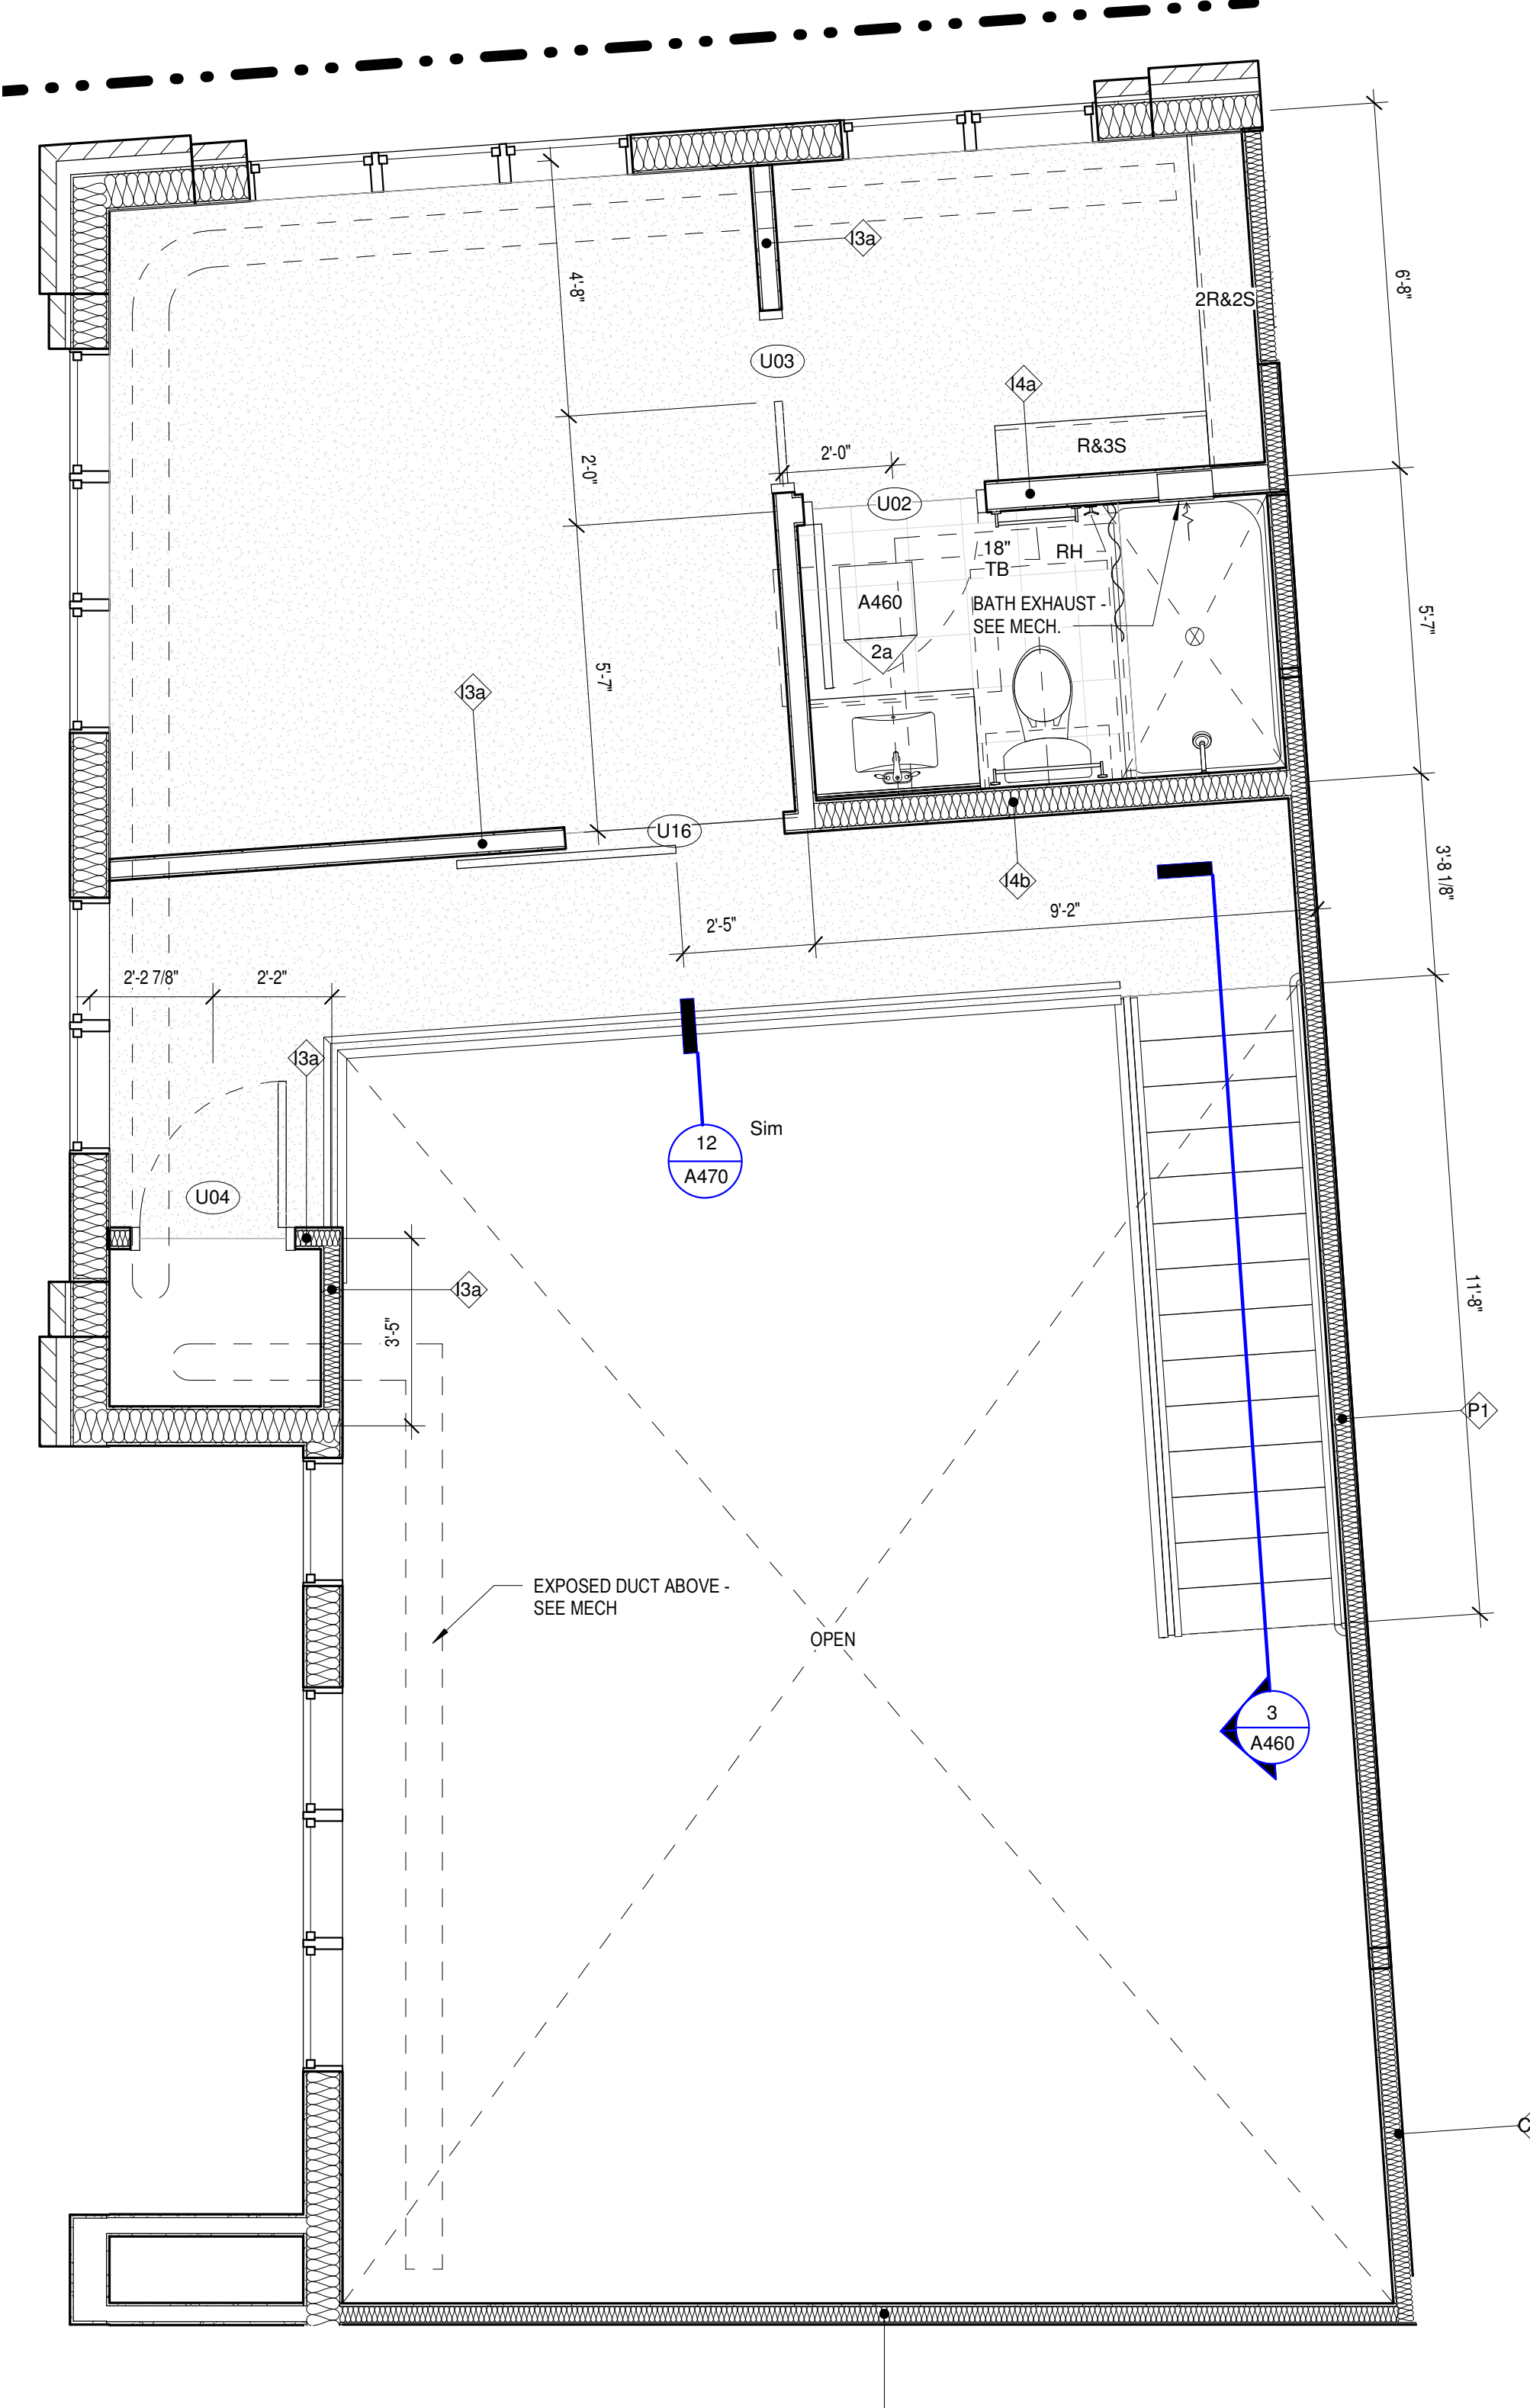 I3a
4'-8"
2R&2S
6'-8"
U03
I4a
R&3S
2'-0"
2'-0"
U02
18"
TB
RH
A460
2a
BATH EXHAUST -
SEE MECH.
5'-7"
5'-7"
I3a
U16
I4b
3'-8 1/8"
2'-5"
9'-2"
2'-2 7/8"
2'-2"
I3a
12
A470
Sim
U04
I3a
3'-5"
11'-8"
P1
EXPOSED DUCT ABOVE -
SEE MECH
OPEN
3
A460